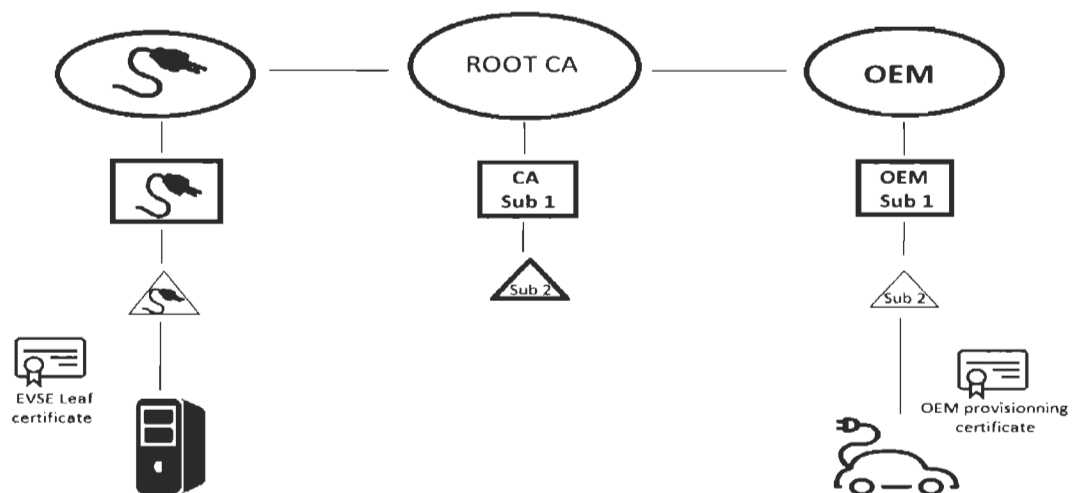 ROOT CA
OEM
CA
Sub 1
OEM
Sub 1
Sub 2
Sub 2
EVSE Leaf
certificate
OEM provisionning
certificate